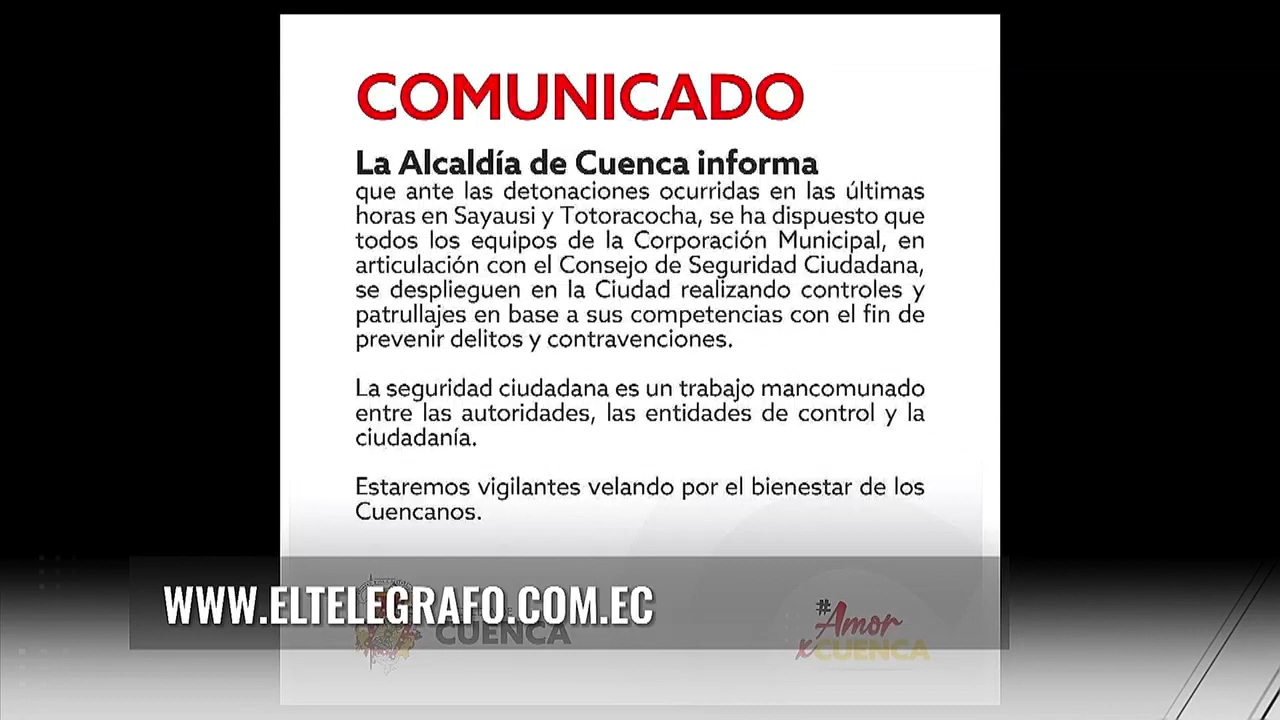 COMUNICADO
La Alcaldía de Cuenca informa
que ante las detonaciones ocurridas en las últimas
horas en Sayausi y Totoracocha, se ha dispuesto que
todos los equipos de la Corporación Municipal, en
articulación con el Consejo de Seguridad Ciudadana,
se desplieguen en la Ciudad realizando controles y
patrullajes en base a sus competencias con el fin de
prevenir delitos y contravenciones.
La seguridad ciudadana es un trabajo mancomunado
entre las autoridades, las entidades de control y la
ciudadanía.
Estaremos vigilantes velando por el bienestar de los
Cuencanos.
WWW.ELTELEGRAFO.COM.EC
CUENCA
#Amor
xCUENCA